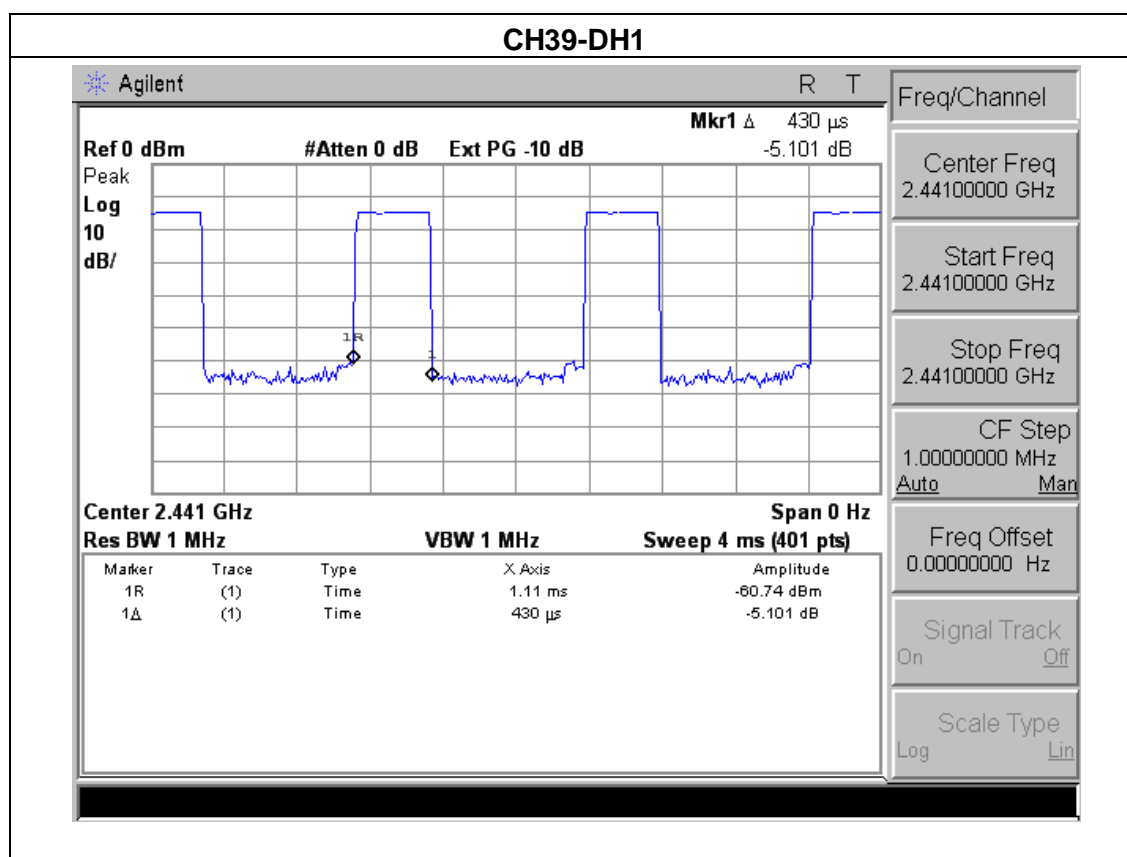 CH39-DH1
Agilent R T
Mkr1 Δ 430 µs
Ref 0 dBm #Atten 0 dB Ext PG -10 dB -5.101 dB
Peak
Log
10
dB/
1R
1
Center 2.441 GHz Span 0 Hz
Res BW 1 MHz VBW 1 MHz Sweep 4 ms (401 pts)
Marker Trace Type X Axis Amplitude
1R (1) Time 1.11 ms -60.74 dBm
1Δ (1) Time 430 µs -5.101 dB
Freq/Channel
Center Freq
2.44100000 GHz
Start Freq
2.44100000 GHz
Stop Freq
2.44100000 GHz
CF Step
1.00000000 MHz
Auto Man
Freq Offset
0.00000000 Hz
Signal Track
On Off
Scale Type
Log Lin